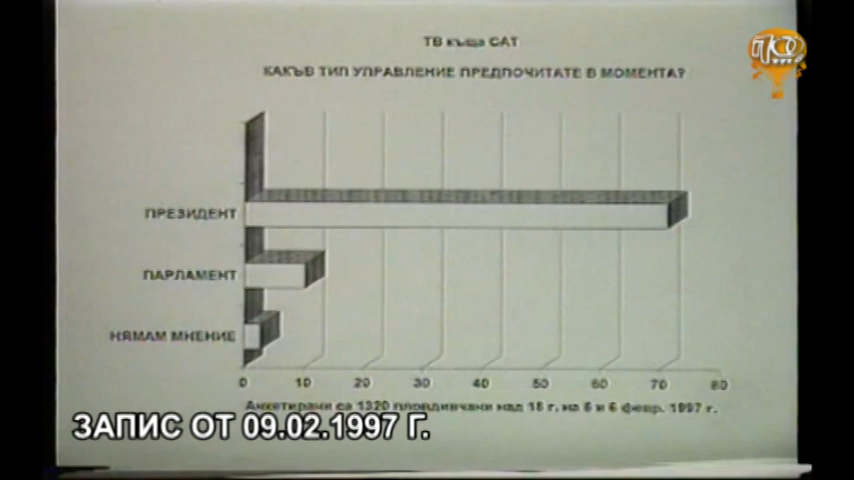 ТВ къща САТ
КАКЪВ ТИП УПРАВЛЕНИЕ ПРЕДПОЧИТАТЕ В МОМЕНТА?
ПРЕЗИДЕНТ
ПАРЛАМЕНТ
НЯМАМ МНЕНИЕ
0 10 20 30 40 50 60 70 80
Анкетирани са 1320 пловдивчани над 18 г. на 5 и 6 февр. 1997 г.
ЗАПИС ОТ 09.02.1997 Г.